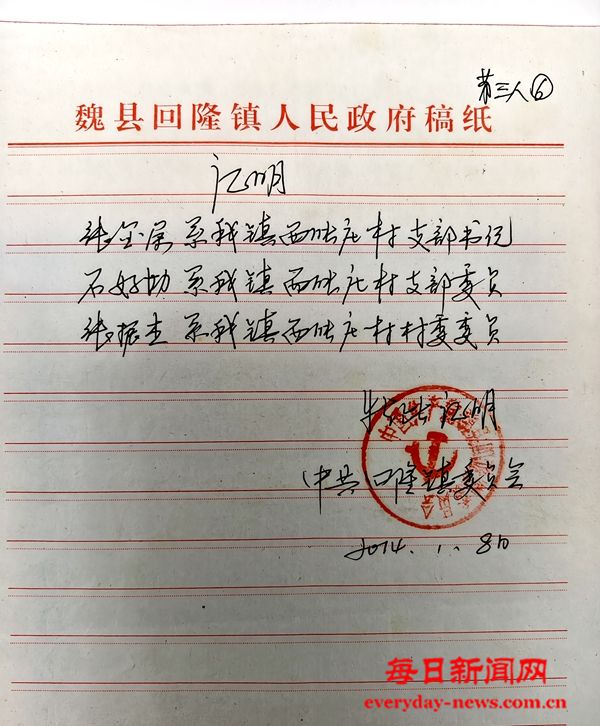 第三人⑥
魏县回隆镇人民政府稿纸
证明
张金房系我镇西张庄村支部书记
石好坊系我镇西张庄村支部委员
张振杰系我镇西张庄村村委委员
特此证明
中共回隆镇委员会
2014.1.8日
每日新闻网
everyday-news.com.cn